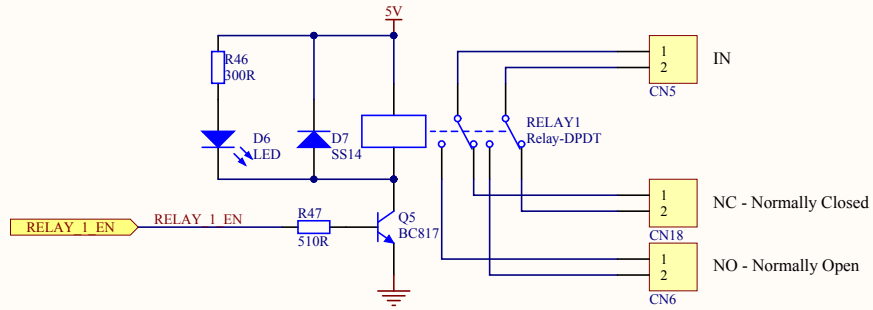 5V
R46
300R
D6
LED
D7
SS14
RELAY1
Relay-DPDT
1
2
CN5
IN
1
2
CN18
NC - Normally Closed
RELAY_1_EN
RELAY_1_EN
R47
510R
Q5
BC817
1
2
CN6
NO - Normally Open